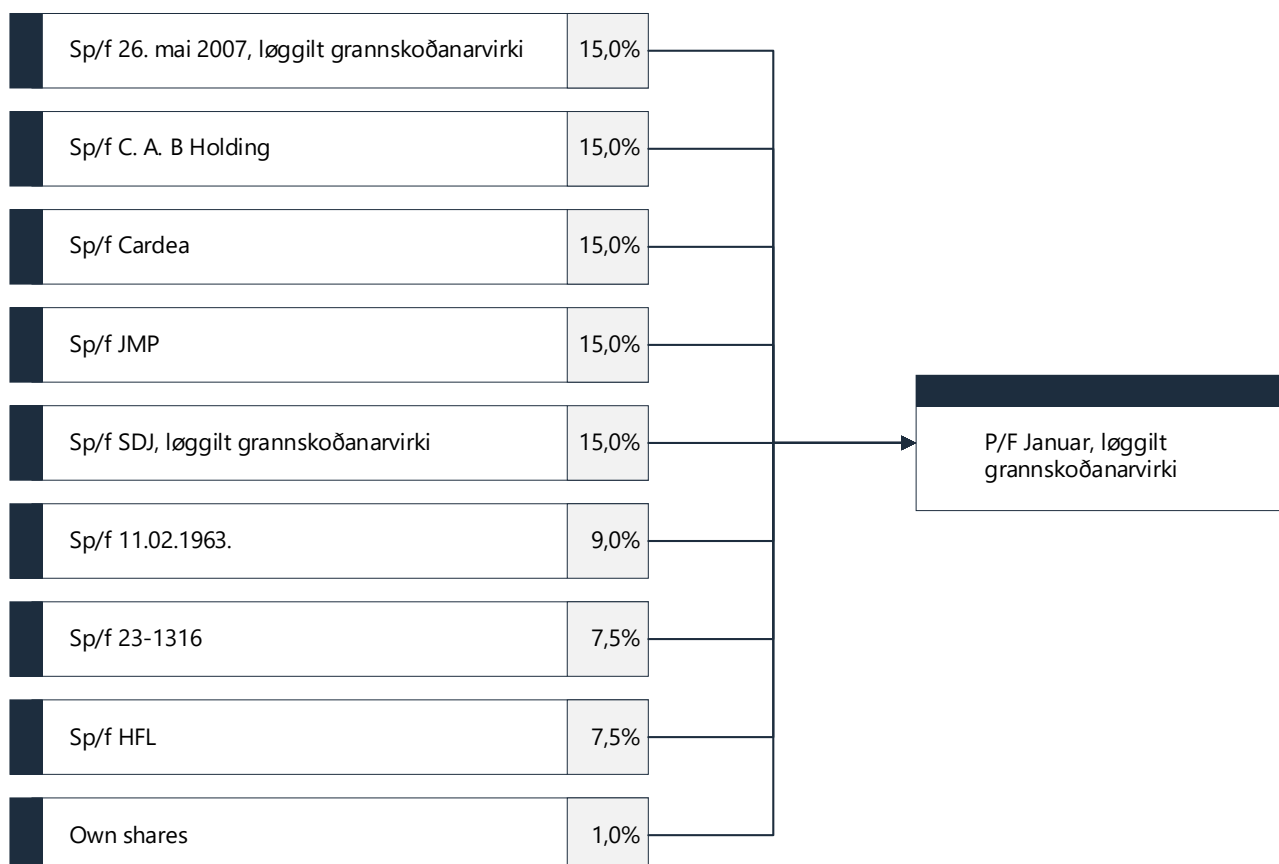 Sp/f 26. mai 2007, løggilt grannskoðanarvirki 15,0%
Sp/f C. A. B Holding 15,0%
Sp/f Cardea 15,0%
Sp/f JMP 15,0%
Sp/f SDJ, løggilt grannskoðanarvirki 15,0%
P/F Januar, løggilt
grannskoðanarvirki
Sp/f 11.02.1963. 9,0%
Sp/f 23-1316 7,5%
Sp/f HFL 7,5%
Own shares 1,0%